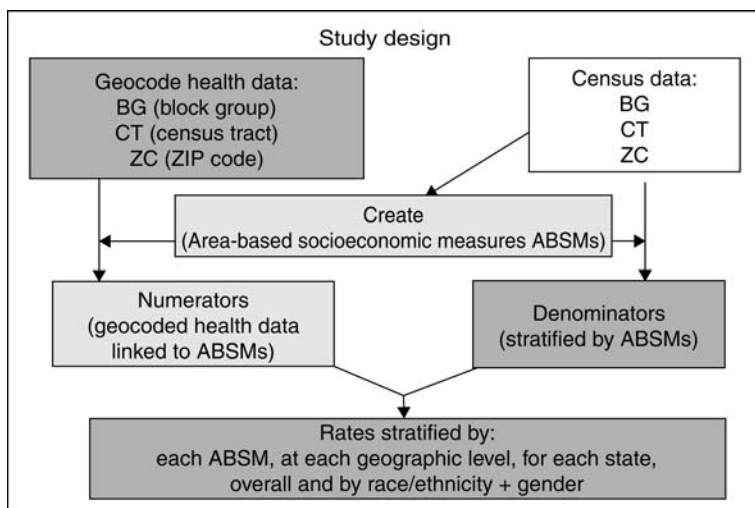 Study design
Geocode health data:
BG (block group)
CT (census tract)
ZC (ZIP code)
Census data:
BG
CT
ZC
Create
(Area-based socioeconomic measures ABSMs)
Numerators
(geocoded health data
linked to ABSMs)
Denominators
(stratified by ABSMs)
Rates stratified by:
each ABSM, at each geographic level, for each state,
overall and by race/ethnicity + gender